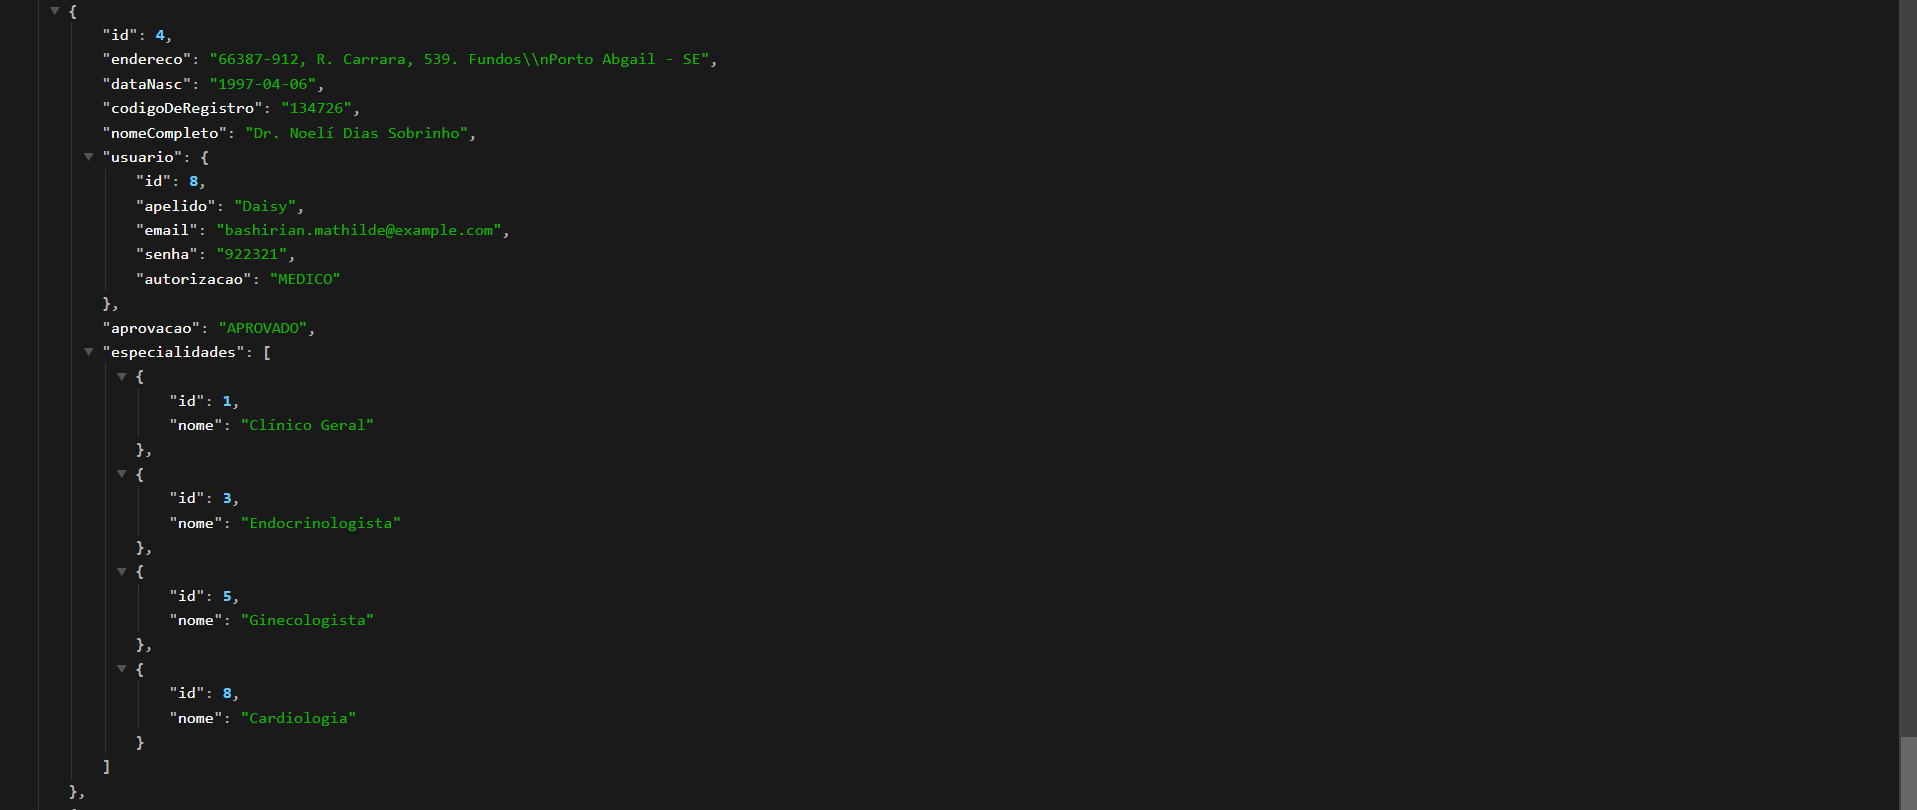 {
"id": 4,
"endereco": "66387-912, R. Carrara, 539. Fundos\\nPorto Abgail - SE",
"dataNasc": "1997-04-06",
"codigoDeRegistro": "134726",
"nomeCompleto": "Dr. Noelí Dias Sobrinho",
"usuario": {
"id": 8,
"apelido": "Daisy",
"email": "bashirian.mathilde@example.com",
"senha": "922321",
"autorizacao": "MEDICO"
},
"aprovacao": "APROVADO",
"especialidades": [
{
"id": 1,
"nome": "Clínico Geral"
},
{
"id": 3,
"nome": "Endocrinologista"
},
{
"id": 5,
"nome": "Ginecologista"
},
{
"id": 8,
"nome": "Cardiologia"
}
]
},